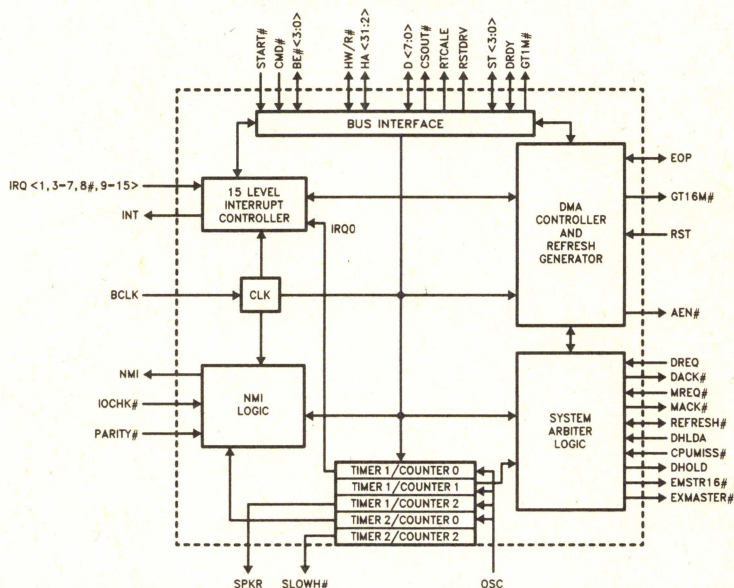 START#
CMD#
BE#<3:0>
HW/R#
HA<31:2>
D<7:0>
CSOUT#
RTCALE
RSTDRV
ST<3:0>
DRDY
GT1M#
BUS INTERFACE
IRQ<1,3-7,8#,9-15>
INT
15 LEVEL
INTERRUPT
CONTROLLER
IRQ0
DMA
CONTROLLER
AND
REFRESH
GENERATOR
EOP
GT16M#
RST
AEN#
BCLK
CLK
NMI
IOCHK#
PARITY#
NMI
LOGIC
SYSTEM
ARBITER
LOGIC
DREQ
DACK#
MREQ#
MACK#
REFRESH#
DHLDA
CPUMISS#
DHOLD
EMSTR16#
EXMASTER#
TIMER 1/COUNTER 0
TIMER 1/COUNTER 1
TIMER 1/COUNTER 2
TIMER 2/COUNTER 0
TIMER 2/COUNTER 2
SPKR
SLOWH#
OSC